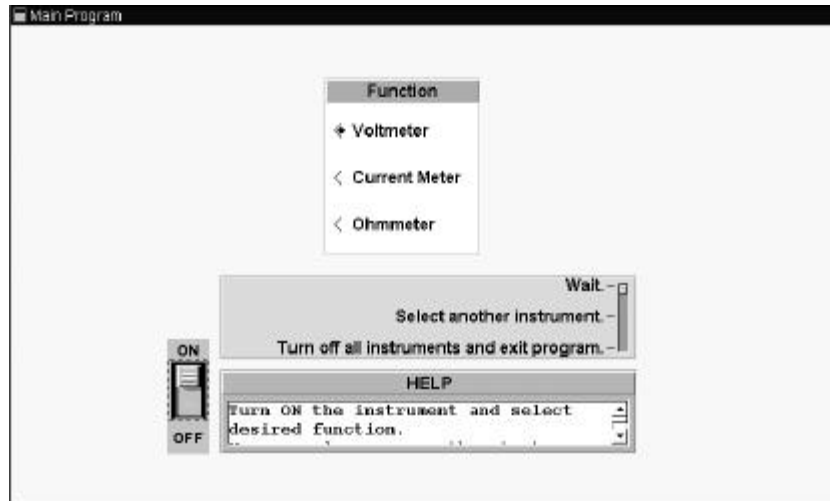 Main Program
Function
Voltmeter
Current Meter
Ohmmeter
Wait.
Select another instrument.
Turn off all instruments and exit program.
ON
OFF
HELP
Turn ON the instrument and select
desired function.